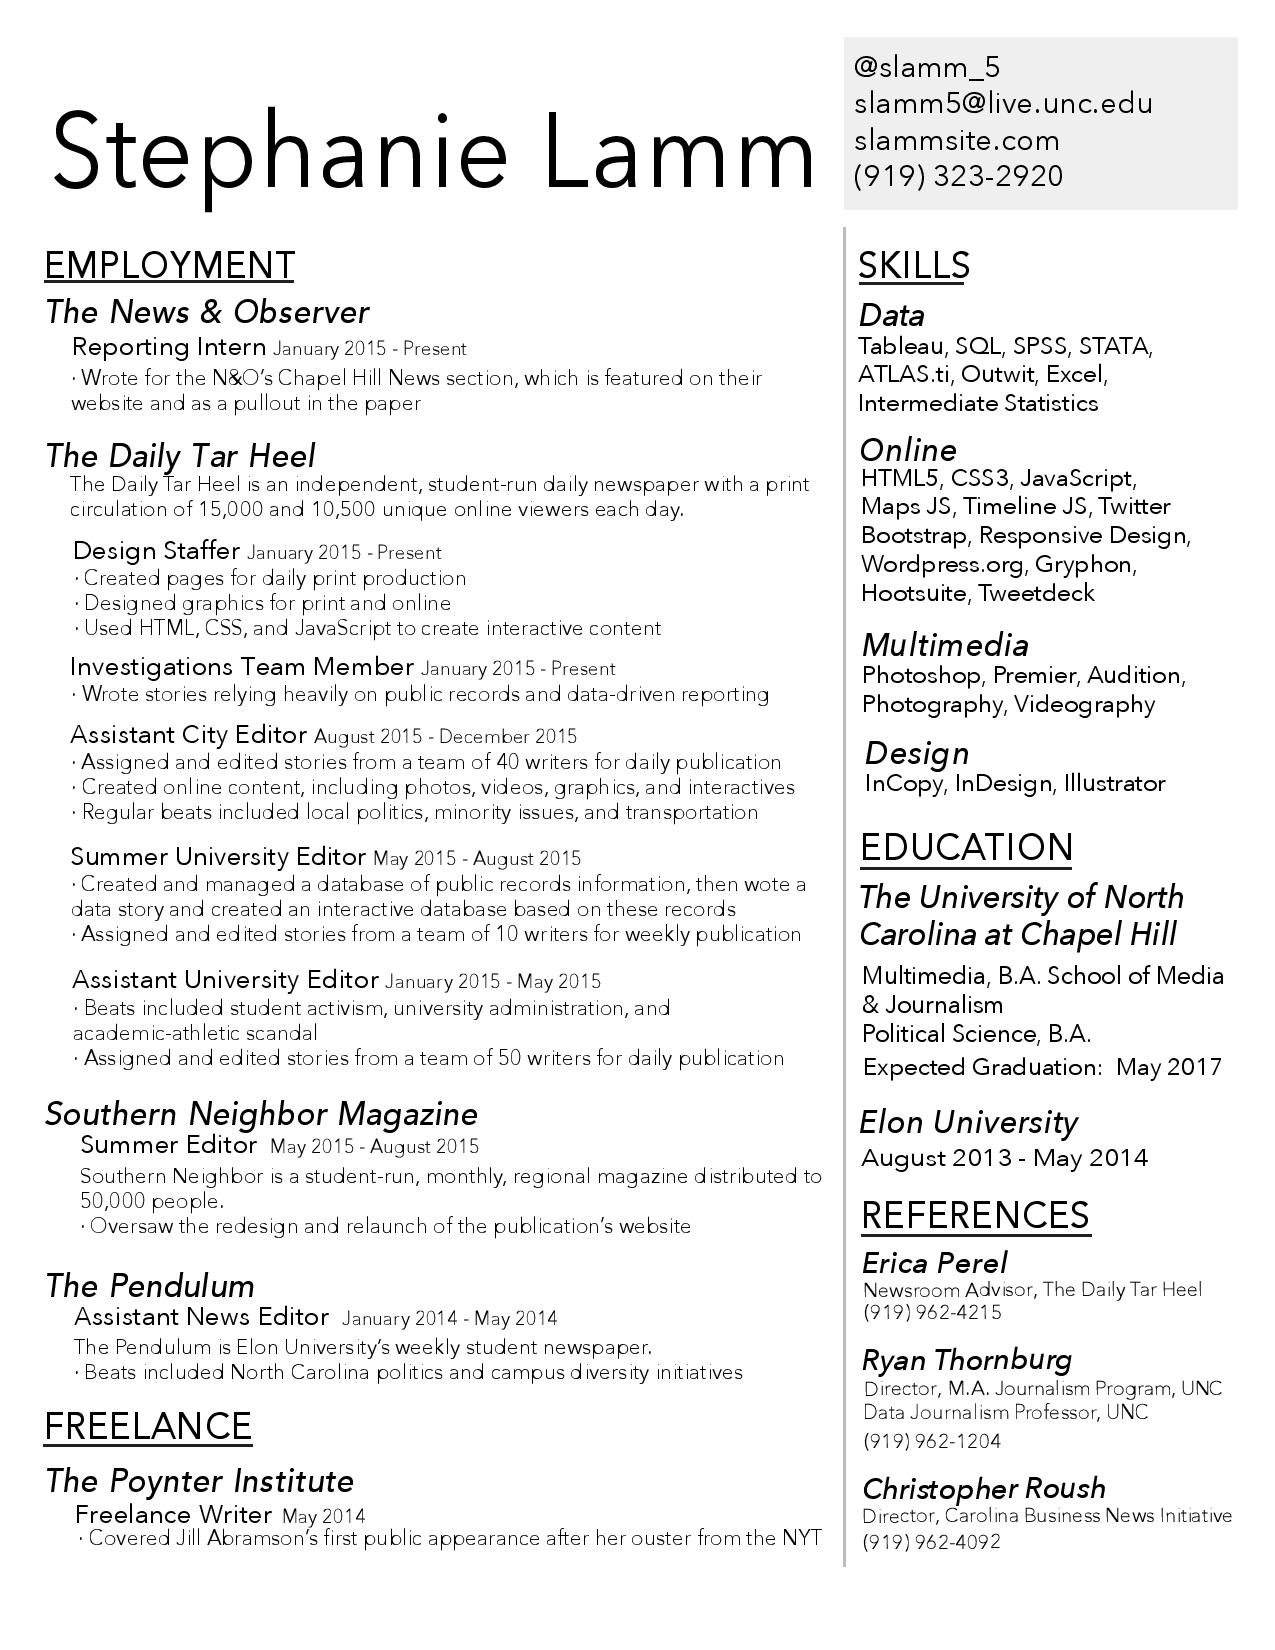 Stephanie Lamm
@slamm_5
slamm5@live.unc.edu
slammsite.com
(919) 323-2920
EMPLOYMENT
The News & Observer
Reporting Intern January 2015 - Present
· Wrote for the N&O's Chapel Hill News section, which is featured on their
website and as a pullout in the paper
The Daily Tar Heel
The Daily Tar Heel is an independent, student-run daily newspaper with a print
circulation of 15,000 and 10,500 unique online viewers each day.
Design Staffer January 2015 - Present
· Created pages for daily print production
· Designed graphics for print and online
· Used HTML, CSS, and JavaScript to create interactive content
Investigations Team Member January 2015 - Present
· Wrote stories relying heavily on public records and data-driven reporting
Assistant City Editor August 2015 - December 2015
· Assigned and edited stories from a team of 40 writers for daily publication
· Created online content, including photos, videos, graphics, and interactives
· Regular beats included local politics, minority issues, and transportation
Summer University Editor May 2015 - August 2015
· Created and managed a database of public records information, then wote a
data story and created an interactive database based on these records
· Assigned and edited stories from a team of 10 writers for weekly publication
Assistant University Editor January 2015 - May 2015
· Beats included student activism, university administration, and
academic-athletic scandal
· Assigned and edited stories from a team of 50 writers for daily publication
Southern Neighbor Magazine
Summer Editor May 2015 - August 2015
Southern Neighbor is a student-run, monthly, regional magazine distributed to
50,000 people.
· Oversaw the redesign and relaunch of the publication's website
The Pendulum
Assistant News Editor January 2014 - May 2014
The Pendulum is Elon University's weekly student newspaper.
· Beats included North Carolina politics and campus diversity initiatives
FREELANCE
The Poynter Institute
Freelance Writer May 2014
· Covered Jill Abramson's first public appearance after her ouster from the NYT
SKILLS
Data
Tableau, SQL, SPSS, STATA,
ATLAS.ti, Outwit, Excel,
Intermediate Statistics
Online
HTML5, CSS3, JavaScript,
Maps JS, Timeline JS, Twitter
Bootstrap, Responsive Design,
Wordpress.org, Gryphon,
Hootsuite, Tweetdeck
Multimedia
Photoshop, Premier, Audition,
Photography, Videography
Design
InCopy, InDesign, Illustrator
EDUCATION
The University of North
Carolina at Chapel Hill
Multimedia, B.A. School of Media
& Journalism
Political Science, B.A.
Expected Graduation: May 2017
Elon University
August 2013 - May 2014
REFERENCES
Erica Perel
Newsroom Advisor, The Daily Tar Heel
(919) 962-4215
Ryan Thornburg
Director, M.A. Journalism Program, UNC
Data Journalism Professor, UNC
(919) 962-1204
Christopher Roush
Director, Carolina Business News Initiative
(919) 962-4092